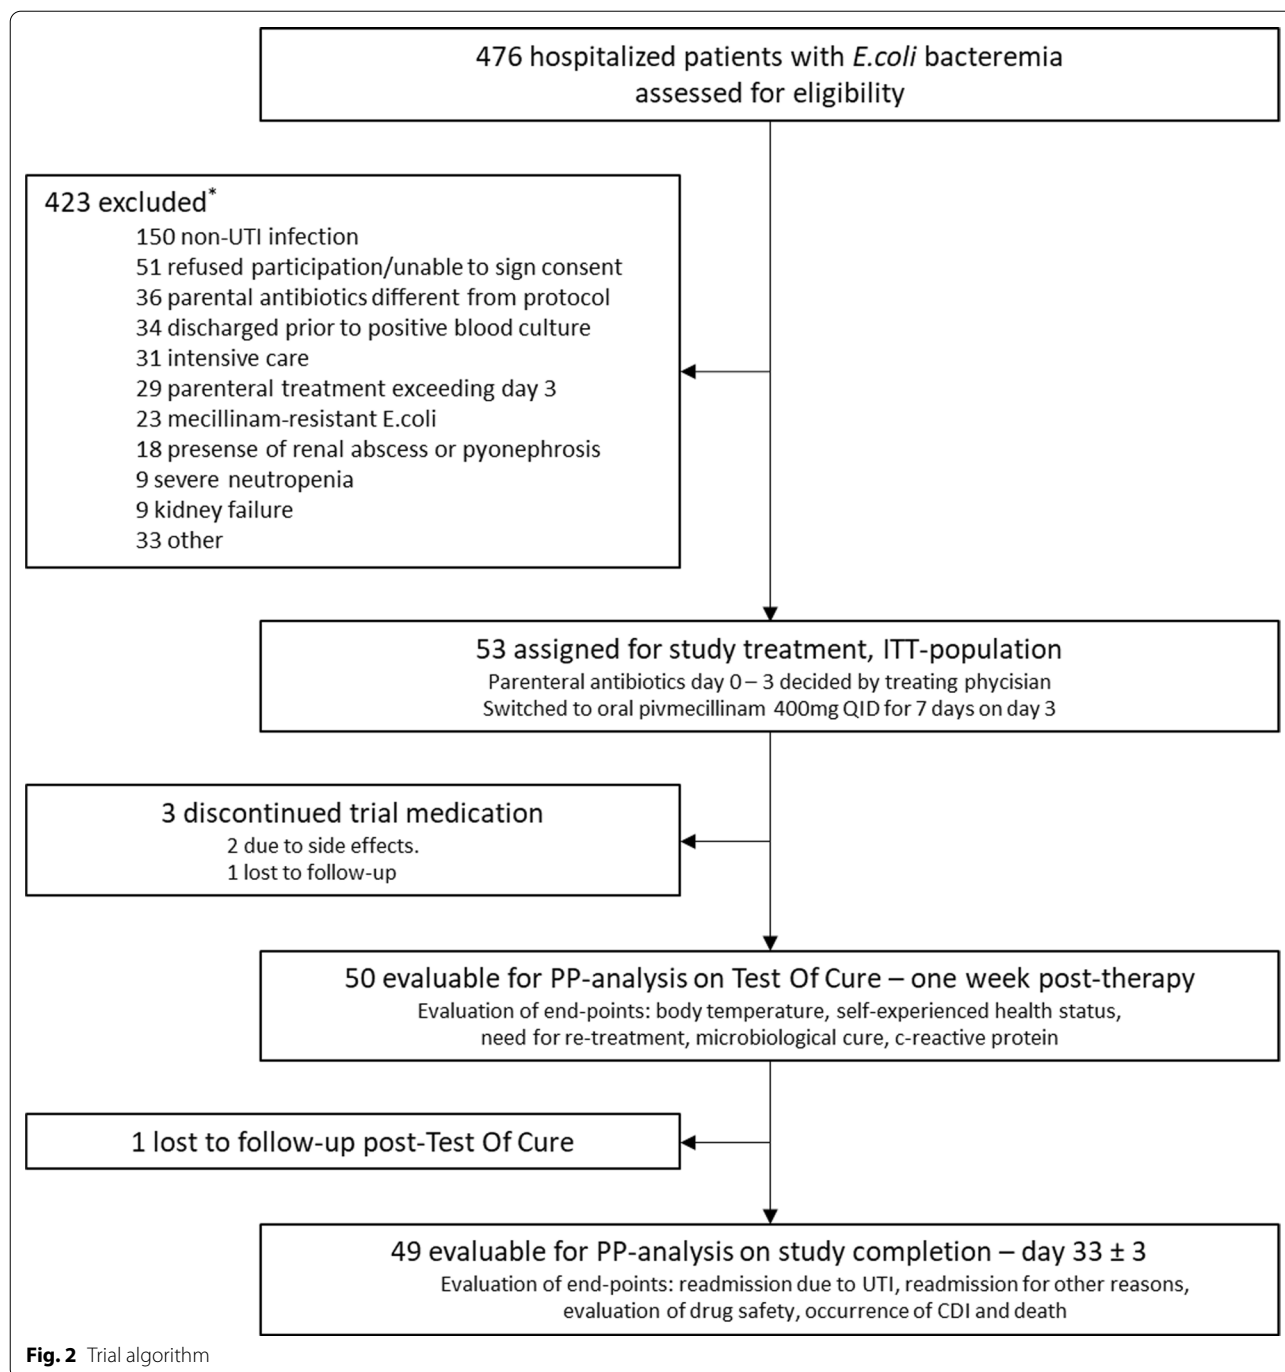 476 hospitalized patients with E.coli bacteremia
assessed for eligibility
423 excluded*
150 non-UTI infection
51 refused participation/unable to sign consent
36 parental antibiotics different from protocol
34 discharged prior to positive blood culture
31 intensive care
29 parenteral treatment exceeding day 3
23 mecillinam-resistant E.coli
18 presense of renal abscess or pyonephrosis
9 severe neutropenia
9 kidney failure
33 other
53 assigned for study treatment, ITT-population
Parenteral antibiotics day 0 – 3 decided by treating phycisian
Switched to oral pivmecillinam 400mg QID for 7 days on day 3
3 discontinued trial medication
2 due to side effects.
1 lost to follow-up
50 evaluable for PP-analysis on Test Of Cure – one week post-therapy
Evaluation of end-points: body temperature, self-experienced health status,
need for re-treatment, microbiological cure, c-reactive protein
1 lost to follow-up post-Test Of Cure
49 evaluable for PP-analysis on study completion – day 33 ± 3
Evaluation of end-points: readmission due to UTI, readmission for other reasons,
evaluation of drug safety, occurrence of CDI and death
Fig. 2 Trial algorithm